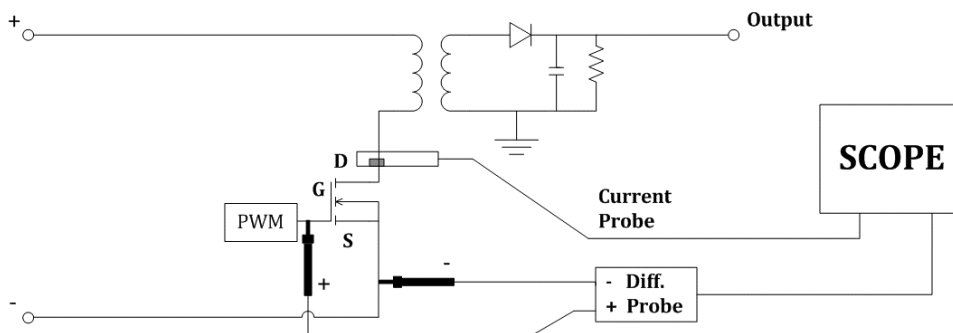 +
Output
D
SCOPE
G
Current
Probe
PWM
S
+
-
- Diff.
+ Probe
-